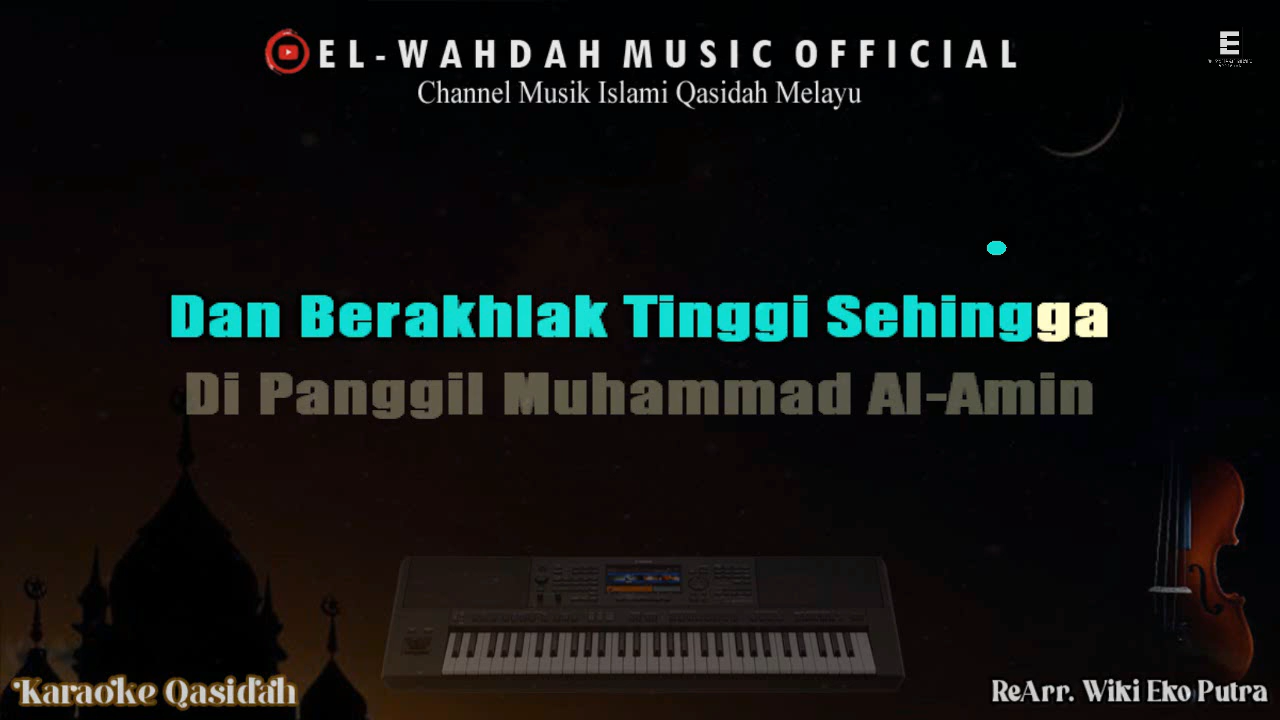 EL-WAHDAH MUSIC OFFICIAL
Channel Musik Islami Qasidah Melayu
Dan Berakhlak Tinggi Sehingga
Di Panggil Muhammad Al-Amin
Karaoke Qasidah
ReArr. Wiki Eko Putra